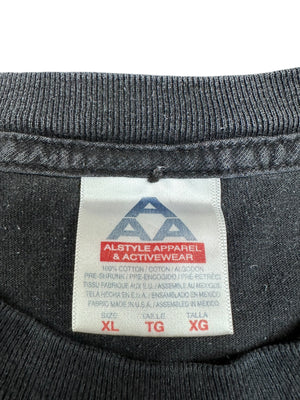 A
AAA
ALSTYLE APPAREL
& ACTIVEWEAR
100% COTTON / COTON / ALGODON
PRE-SHRUNK / PRE-ENCOGIDO / PRE-RETRECI
TISSU FABRIQUE AUX E.U. / ASSEMBLE AU MEXIQUE
TELA HECHA EN E.U.A. / ENSAMBLADO EN MEXICO
FABRIC MADE IN U.S.A. / ASSEMBLED IN MEXICO
SIZE TAILLE TALLA
XL TG XG